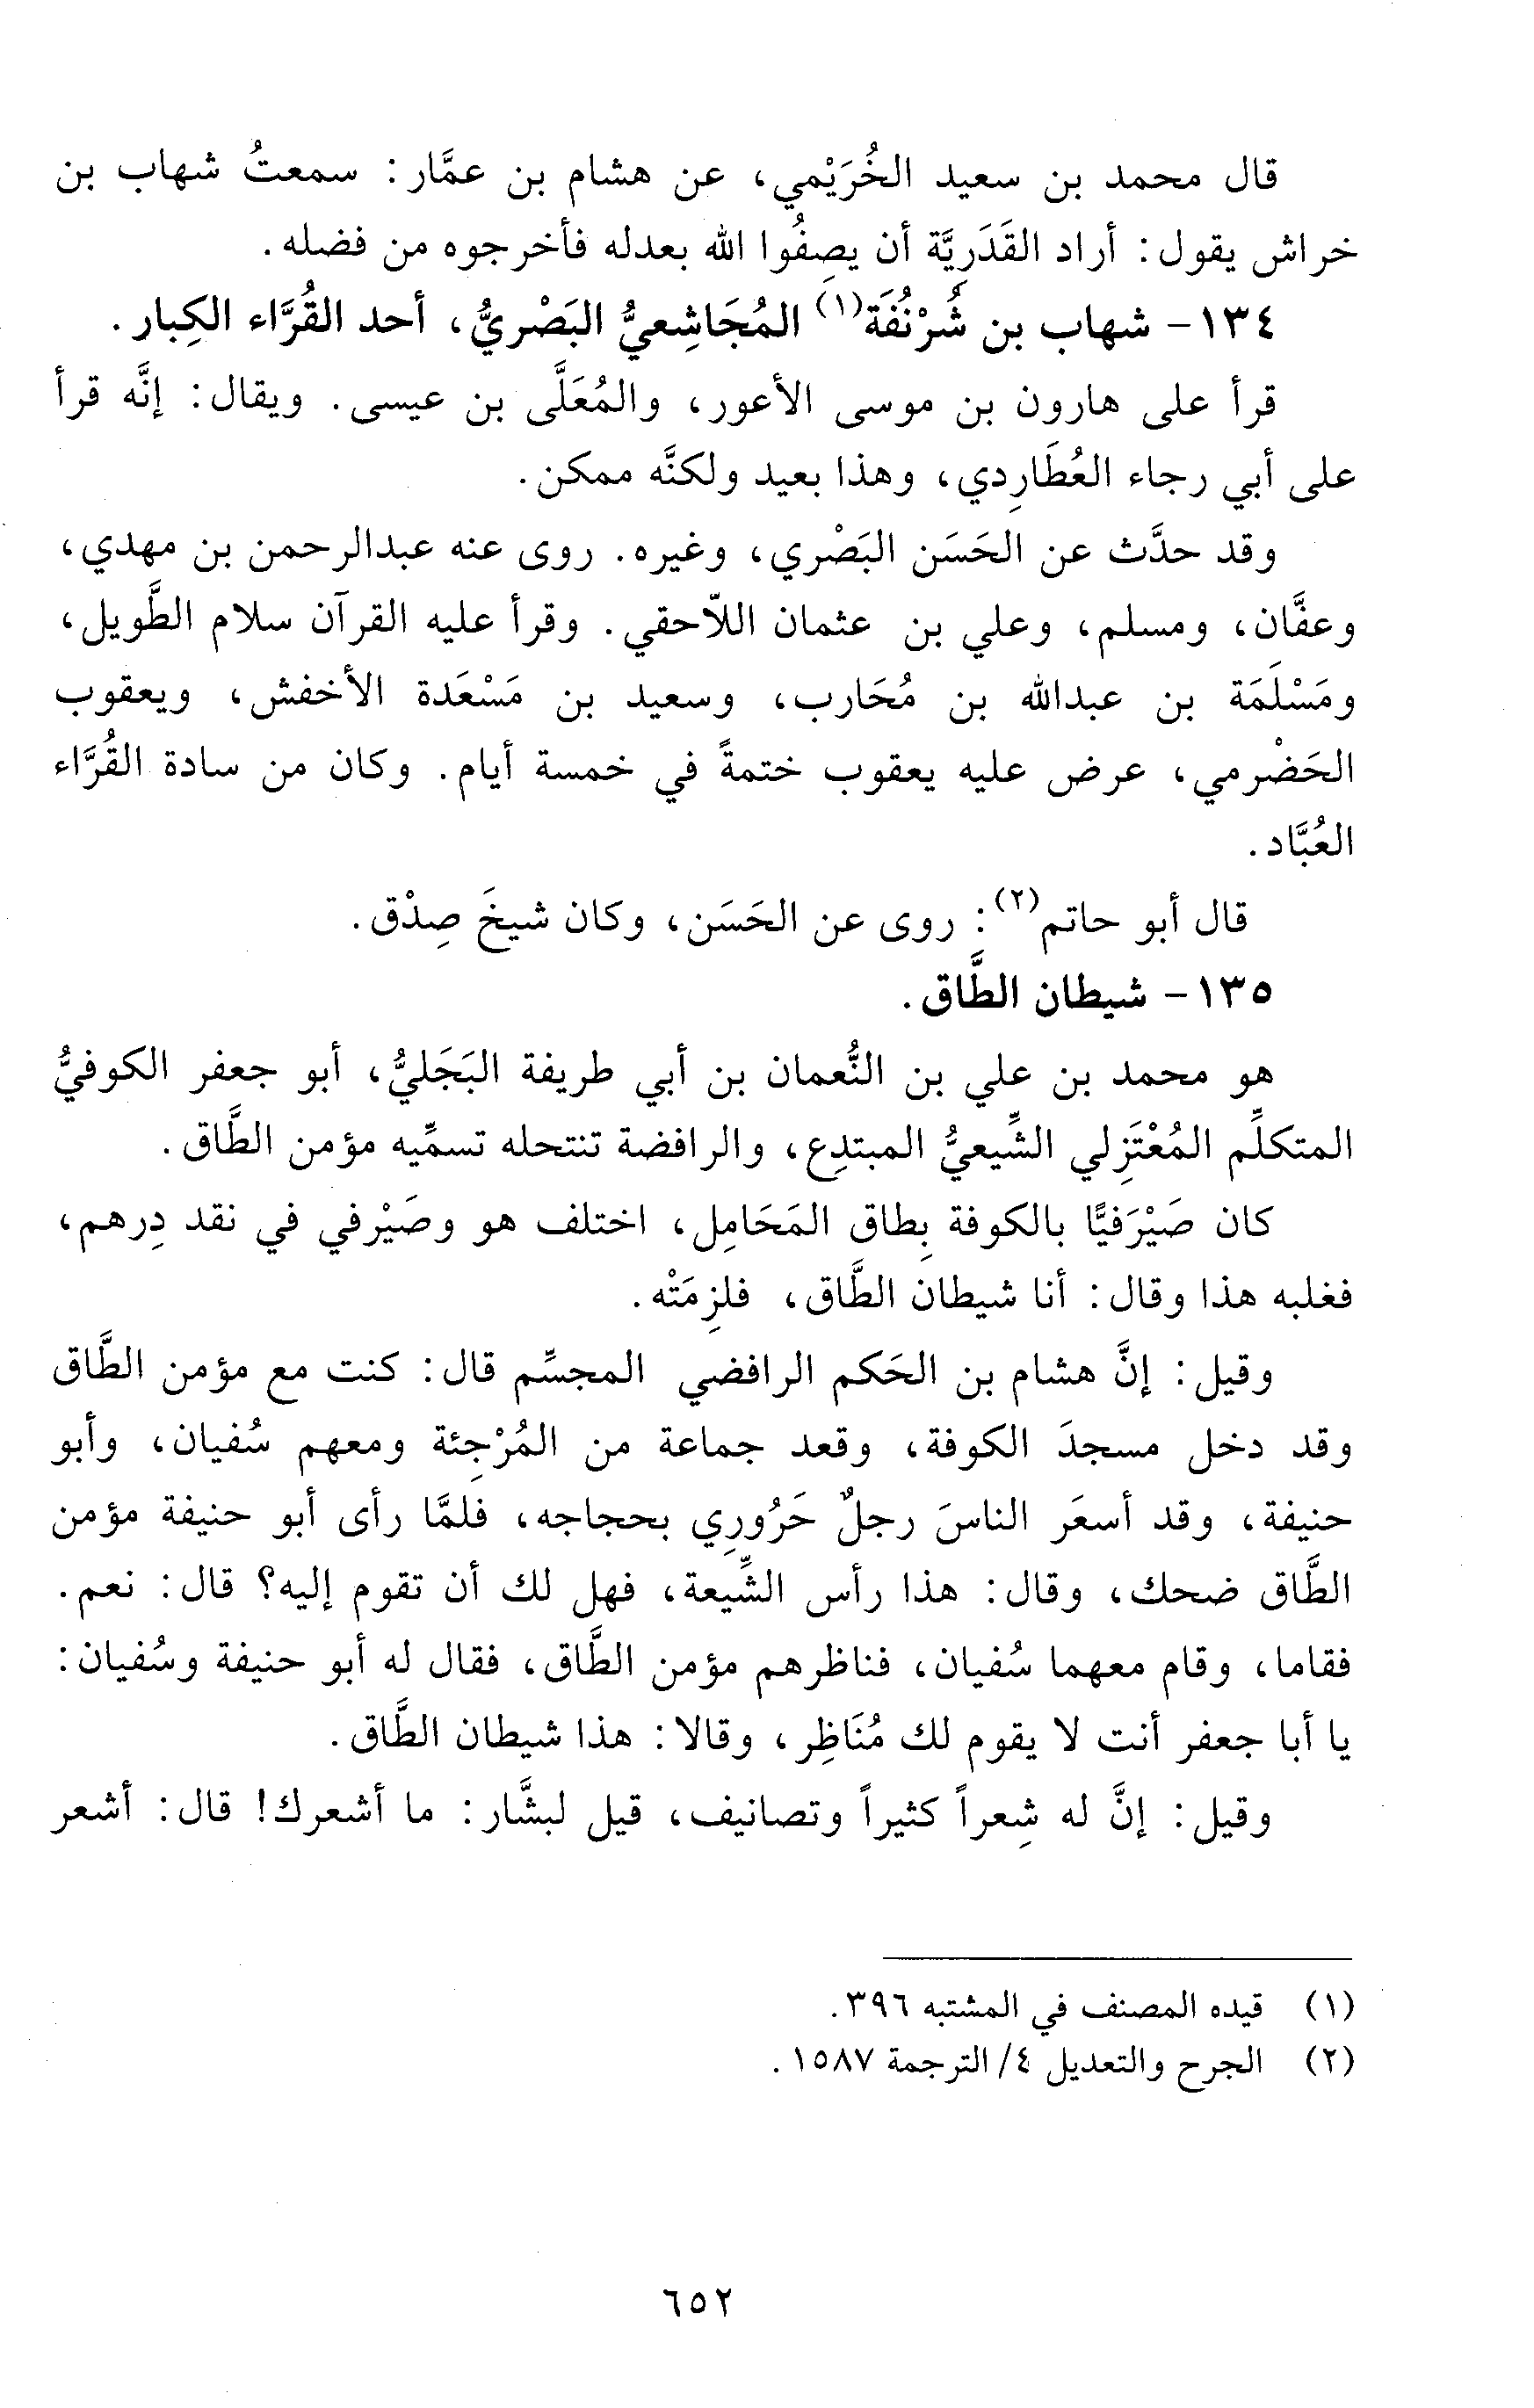 قال محمد بن سعيد الخُرَيْمي، عن هشام بن عمَّار: سمعتُ شهاب بن
خراش يقول: أراد القَدَرِيَّة أن يصِفُوا الله بعدله فأخرجوه من فضله.
١٣٤ - شهاب بن شُرْنُفَة(١) المُجَاشِعيُّ البَصْريُّ، أحد القُرَّاء الكِبار.
قرأ على هارون بن موسى الأعور، والمُعَلَّى بن عيسى. ويقال: إنَّه قرأ
على أبي رجاء العُطَارِدي، وهذا بعيد ولكنَّه ممكن.
وقد حدَّث عن الحَسَن البَصْري، وغيره. روى عنه عبدالرحمن بن مهدي،
وعفَّان، ومسلم، وعلي بن عثمان اللاّحقي. وقرأ عليه القرآن سلام الطَّويل،
ومَسْلَمَة بن عبدالله بن مُحَارب، وسعيد بن مَسْعَدة الأخفش، ويعقوب
الحَضْرمي، عرض عليه يعقوب ختمةً في خمسة أيام. وكان من سادة القُرَّاء
العُبَّاد.
قال أبو حاتم(٢): روى عن الحَسَن، وكان شيخَ صِدْق.
١٣٥ - شيطان الطَّاق.
هو محمد بن علي بن النُّعمان بن أبي طريفة البَجَليُّ، أبو جعفر الكوفيُّ
المتكلِّم المُعْتَزِلي الشِّيعيُّ المبتدِع، والرافضة تنتحله تسمِّيه مؤمن الطَّاق.
كان صَيْرَفيًّا بالكوفة بِطاق المَحَامِل، اختلف هو وصَيْرفي في نقد دِرهم،
فغلبه هذا وقال: أنا شيطان الطَّاق، فلزِمَتْه.
وقيل: إنَّ هشام بن الحَكم الرافضي المجسِّم قال: كنت مع مؤمن الطَّاق
وقد دخل مسجدَ الكوفة، وقعد جماعة من المُرْجِئة ومعهم سُفيان، وأبو
حنيفة، وقد أسعَر الناسَ رجلٌ حَرُورِي بحجاجه، فلمَّا رأى أبو حنيفة مؤمن
الطَّاق ضحك، وقال: هذا رأس الشِّيعة، فهل لك أن تقوم إليه؟ قال: نعم.
فقاما، وقام معهما سُفيان، فناظرهم مؤمن الطَّاق، فقال له أبو حنيفة وسُفيان:
يا أبا جعفر أنت لا يقوم لك مُنَاظِر، وقالا: هذا شيطان الطَّاق.
وقيل: إنَّ له شِعراً كثيراً وتصانيف، قيل لبشَّار: ما أشعرك! قال: أشعر
(١) قيده المصنف في المشتبه ٣٩٦.
(٢) الجرح والتعديل ٤/ الترجمة ١٥٨٧.
٦٥٢